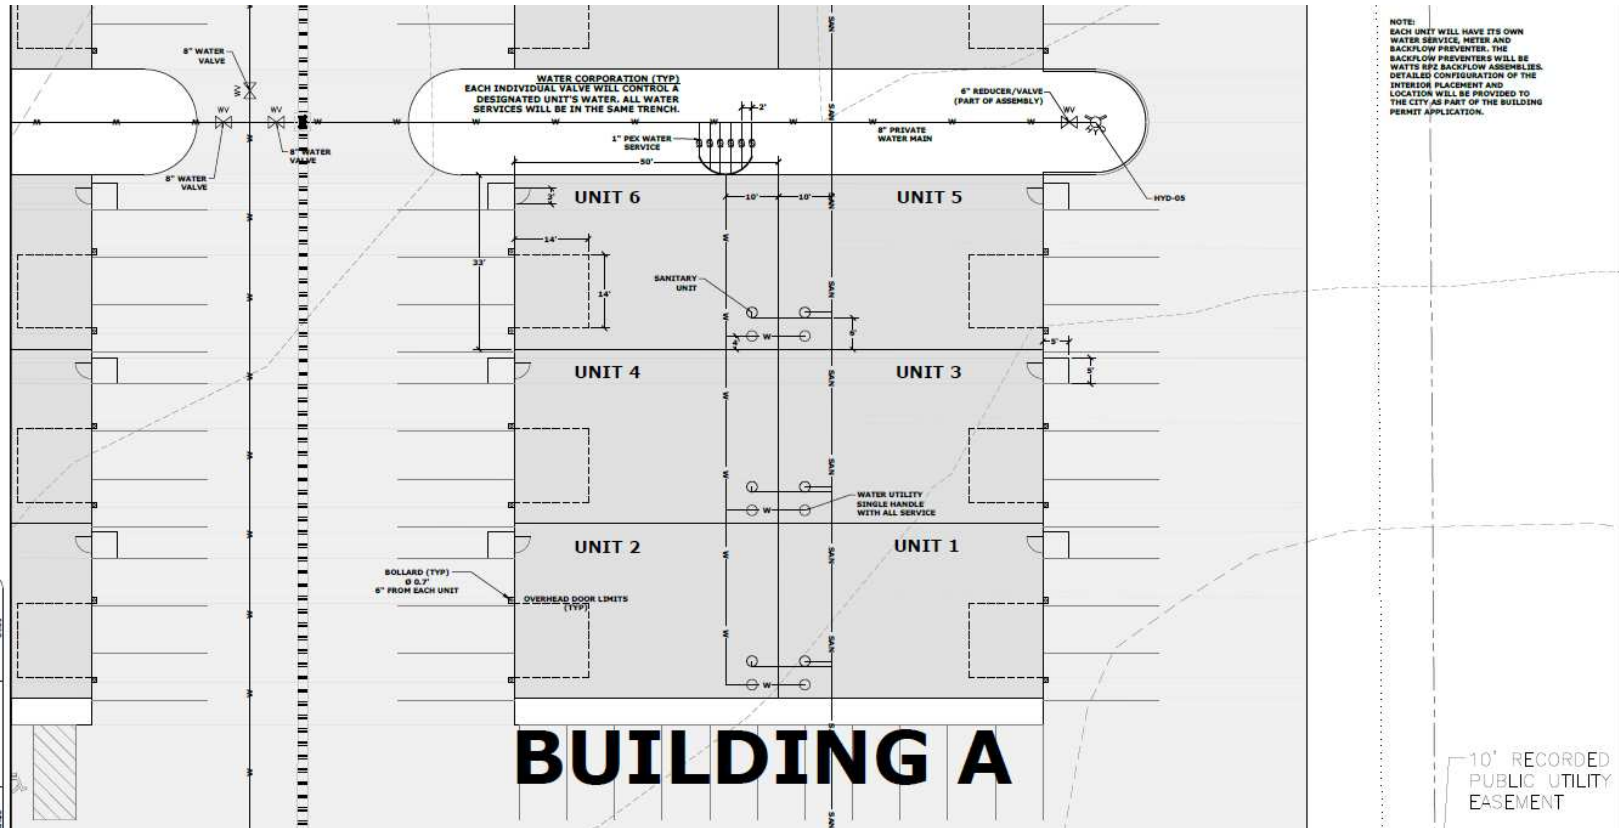 8" WATER
VALVE
WV
WV
WV
8" WATER
VALVE
8" WATER
VALVE
WATER CORPORATION (TYP)
EACH INDIVIDUAL VALVE WILL CONTROL A
DESIGNATED UNIT'S WATER. ALL WATER
SERVICES WILL BE IN THE SAME TRENCH.
2'
1" PEX WATER
SERVICE
50'
8" PRIVATE
WATER MAIN
6" REDUCER/VALVE
(PART OF ASSEMBLY)
WV
HYD-05
NOTE:
EACH UNIT WILL HAVE ITS OWN
WATER SERVICE, METER AND
BACKFLOW PREVENTER. THE
BACKFLOW PREVENTERS WILL BE
WATTS RPZ BACKFLOW ASSEMBLIES.
DETAILED CONFIGURATION OF THE
INTERIOR PLACEMENT AND
LOCATION WILL BE PROVIDED TO
THE CITY AS PART OF THE BUILDING
PERMIT APPLICATION.
UNIT 6
10'
10'
UNIT 5
14'
33'
14'
SANITARY
UNIT
W
SAN
6'
4'
W
5'
5'
UNIT 4
UNIT 3
W
SAN
W
WATER UTILITY
SINGLE HANDLE
WITH ALL SERVICE
UNIT 2
UNIT 1
BOLLARD (TYP)
Ø 0.7'
6" FROM EACH UNIT
OVERHEAD DOOR LIMITS
(TYP)
W
SAN
W
BUILDING A
SAN
10' RECORDED
PUBLIC UTILITY
EASEMENT